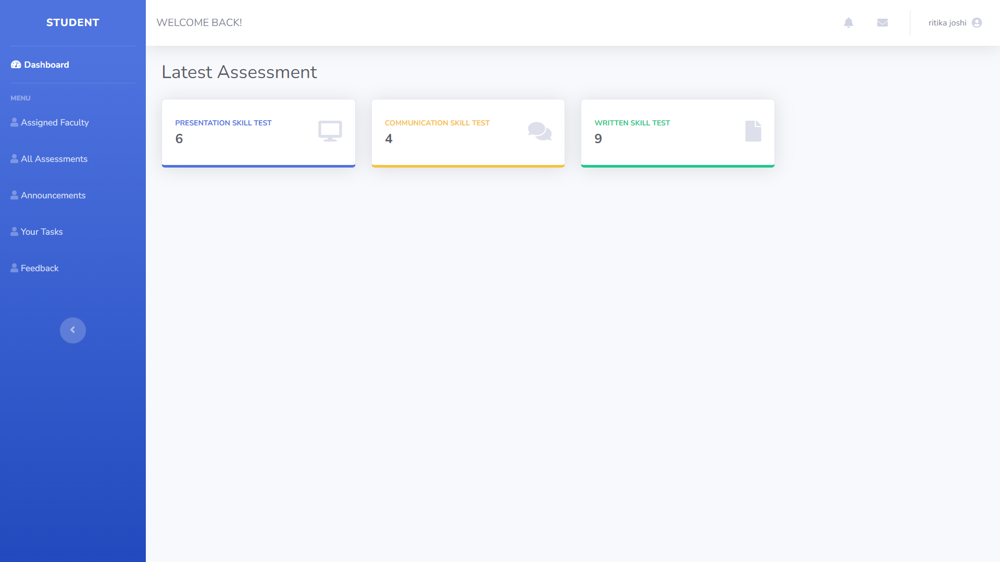 STUDENT
Dashboard
MENU
Assigned Faculty
All Assessments
Announcements
Your Tasks
Feedback
WELCOME BACK!
ritika joshi
Latest Assessment
PRESENTATION SKILL TEST
6
COMMUNICATION SKILL TEST
4
WRITTEN SKILL TEST
9